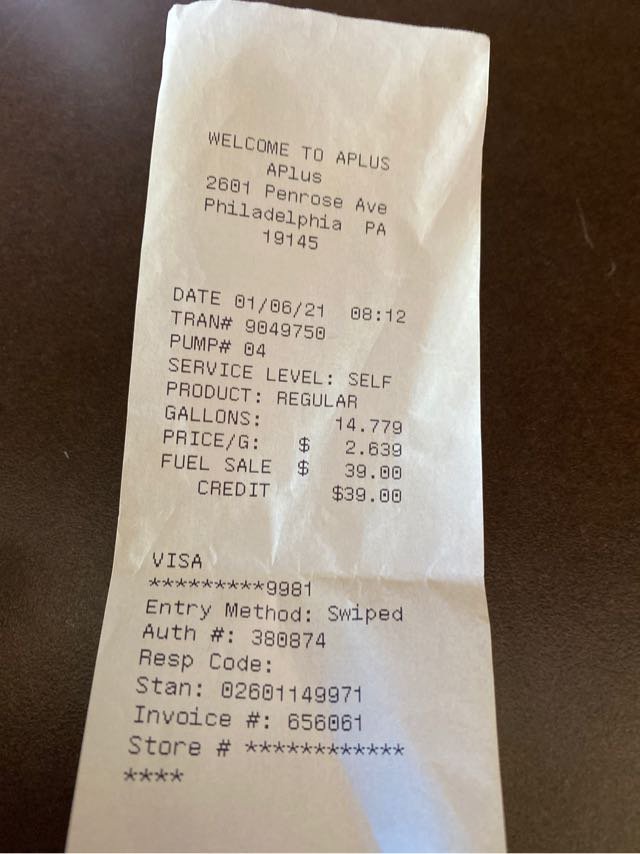 WELCOME TO APLUS
APlus
2601 Penrose Ave
Philadelphia PA
19145
DATE 01/06/21 08:12
TRAN# 9049750
PUMP# 04
SERVICE LEVEL: SELF
PRODUCT: REGULAR
GALLONS: 14.779
PRICE/G: $ 2.639
FUEL SALE $ 39.00
CREDIT $39.00
VISA
*********9981
Entry Method: Swiped
Auth #: 380874
Resp Code:
Stan: 02601149971
Invoice #: 656061
Store # ************
****